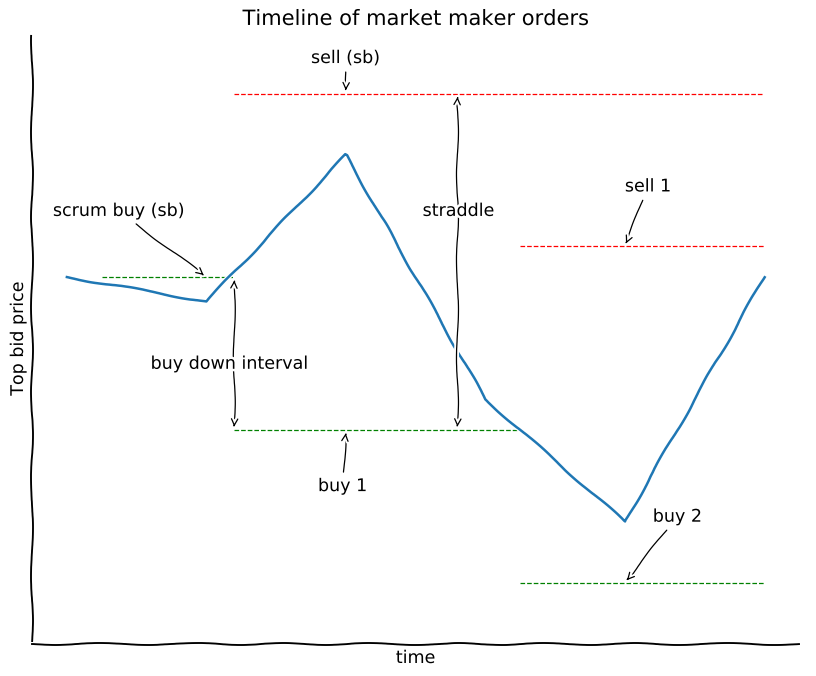 Timeline of market maker orders
sell (sb)
sell 1
scrum buy (sb)
straddle
Top bid price
buy down interval
buy 1
buy 2
time